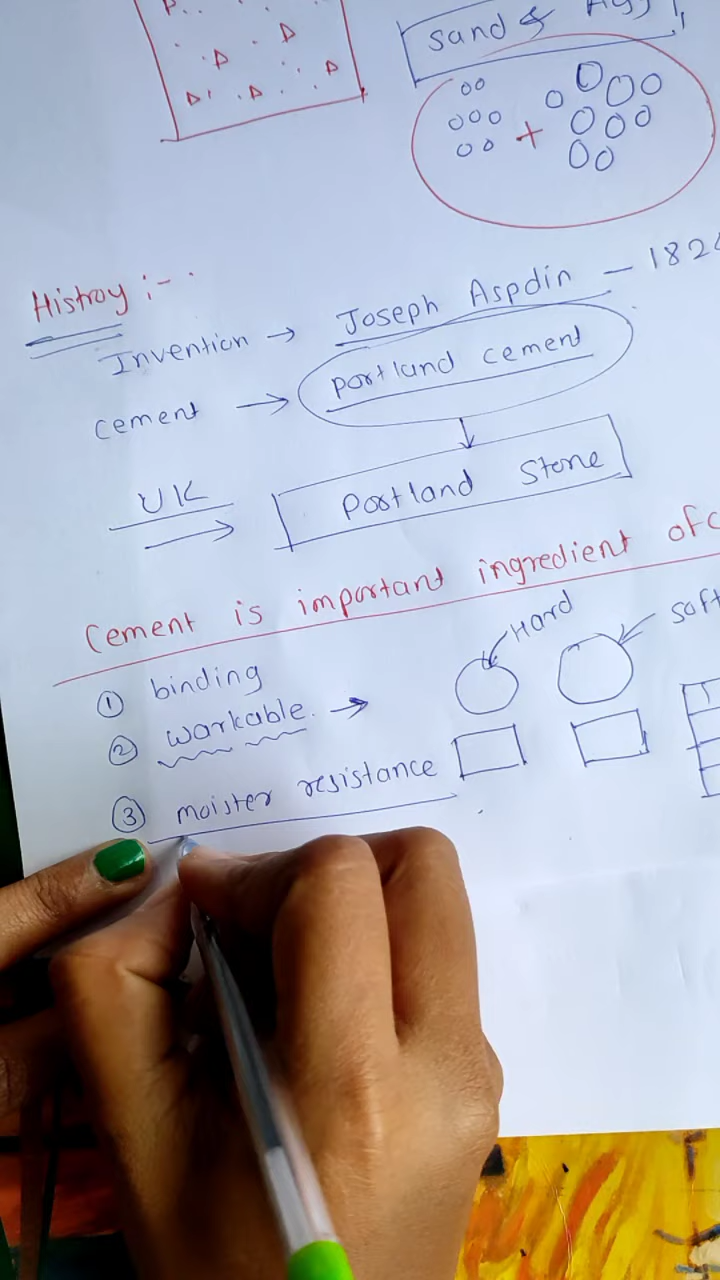 Sand &
Histroy :-
Invention → Joseph Aspdin — 182
cement → portland cement
UK
Portland Stone
Cement is important ingredient of
① binding
② workable. → Hard Soft
③ moister resistance